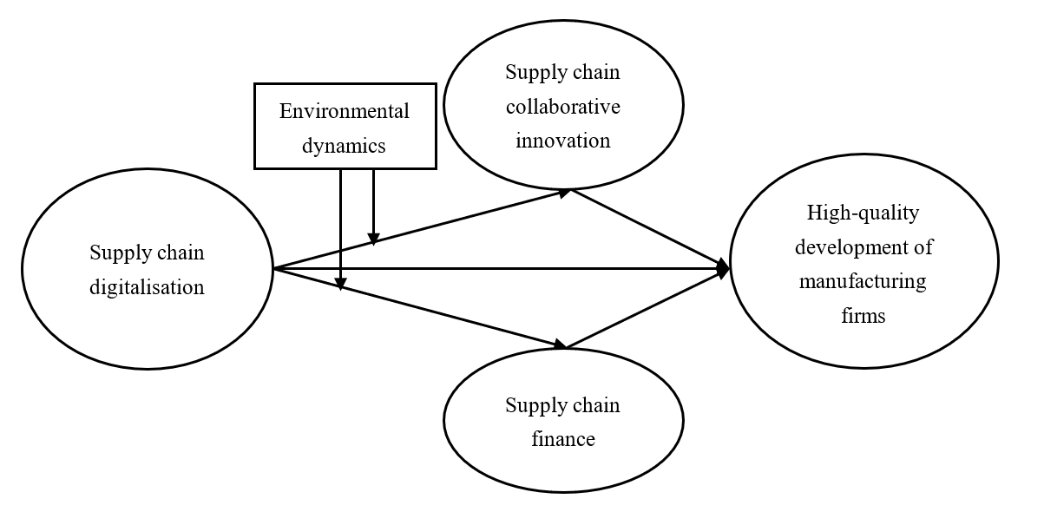 Supply chain
collaborative
innovation
Environmental
dynamics
Supply chain
digitalisation
High-quality
development of
manufacturing
firms
Supply chain
finance